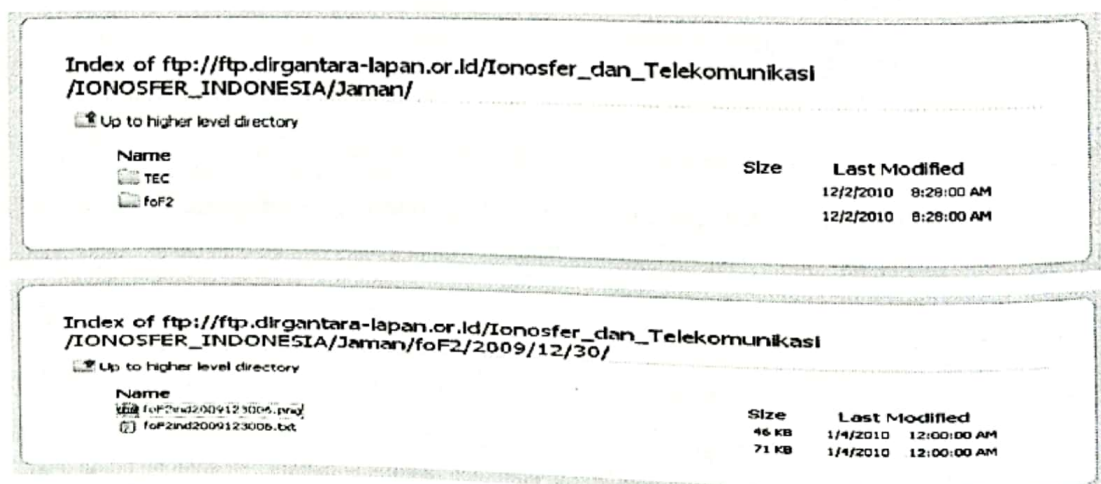 Index of ftp://ftp.dirgantara-lapan.or.id/Ionosfer_dan_Telekomunikasi
/IONOSFER_INDONESIA/Jaman/
Up to higher level directory
Name Size Last Modified
TEC 12/2/2010 8:28:00 AM
foF2 12/2/2010 8:28:00 AM
Index of ftp://ftp.dirgantara-lapan.or.id/Ionosfer_dan_Telekomunikasi
/IONOSFER_INDONESIA/Jaman/foF2/2009/12/30/
Up to higher level directory
Name Size Last Modified
foF2ind2009123006.png 46 KB 1/4/2010 12:00:00 AM
foF2ind2009123006.txt 71 KB 1/4/2010 12:00:00 AM